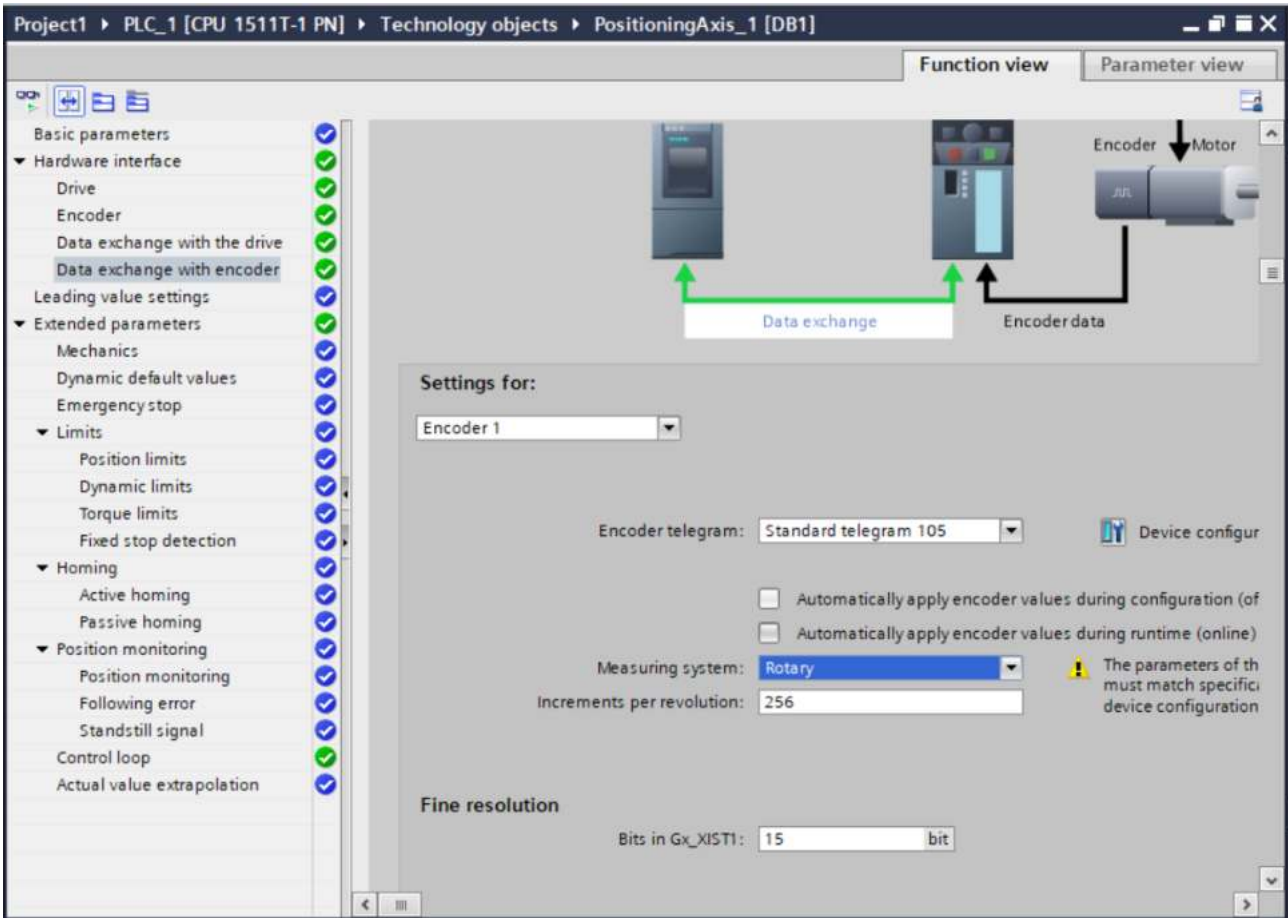 Project1 ▸ PLC_1 [CPU 1511T-1 PN] ▸ Technology objects ▸ PositioningAxis_1 [DB1]
Function view
Parameter view
Basic parameters
Hardware interface
Drive
Encoder
Data exchange with the drive
Data exchange with encoder
Leading value settings
Extended parameters
Mechanics
Dynamic default values
Emergency stop
Limits
Position limits
Dynamic limits
Torque limits
Fixed stop detection
Homing
Active homing
Passive homing
Position monitoring
Position monitoring
Following error
Standstill signal
Control loop
Actual value extrapolation
Encoder Motor
Data exchange
Encoder data
Settings for:
Encoder 1
Encoder telegram: Standard telegram 105 Device configur
Automatically apply encoder values during configuration (of
Automatically apply encoder values during runtime (online)
Measuring system: Rotary
The parameters of th
must match specific
device configuration
Increments per revolution: 256
Fine resolution
Bits in Gx_XIST1: 15 bit